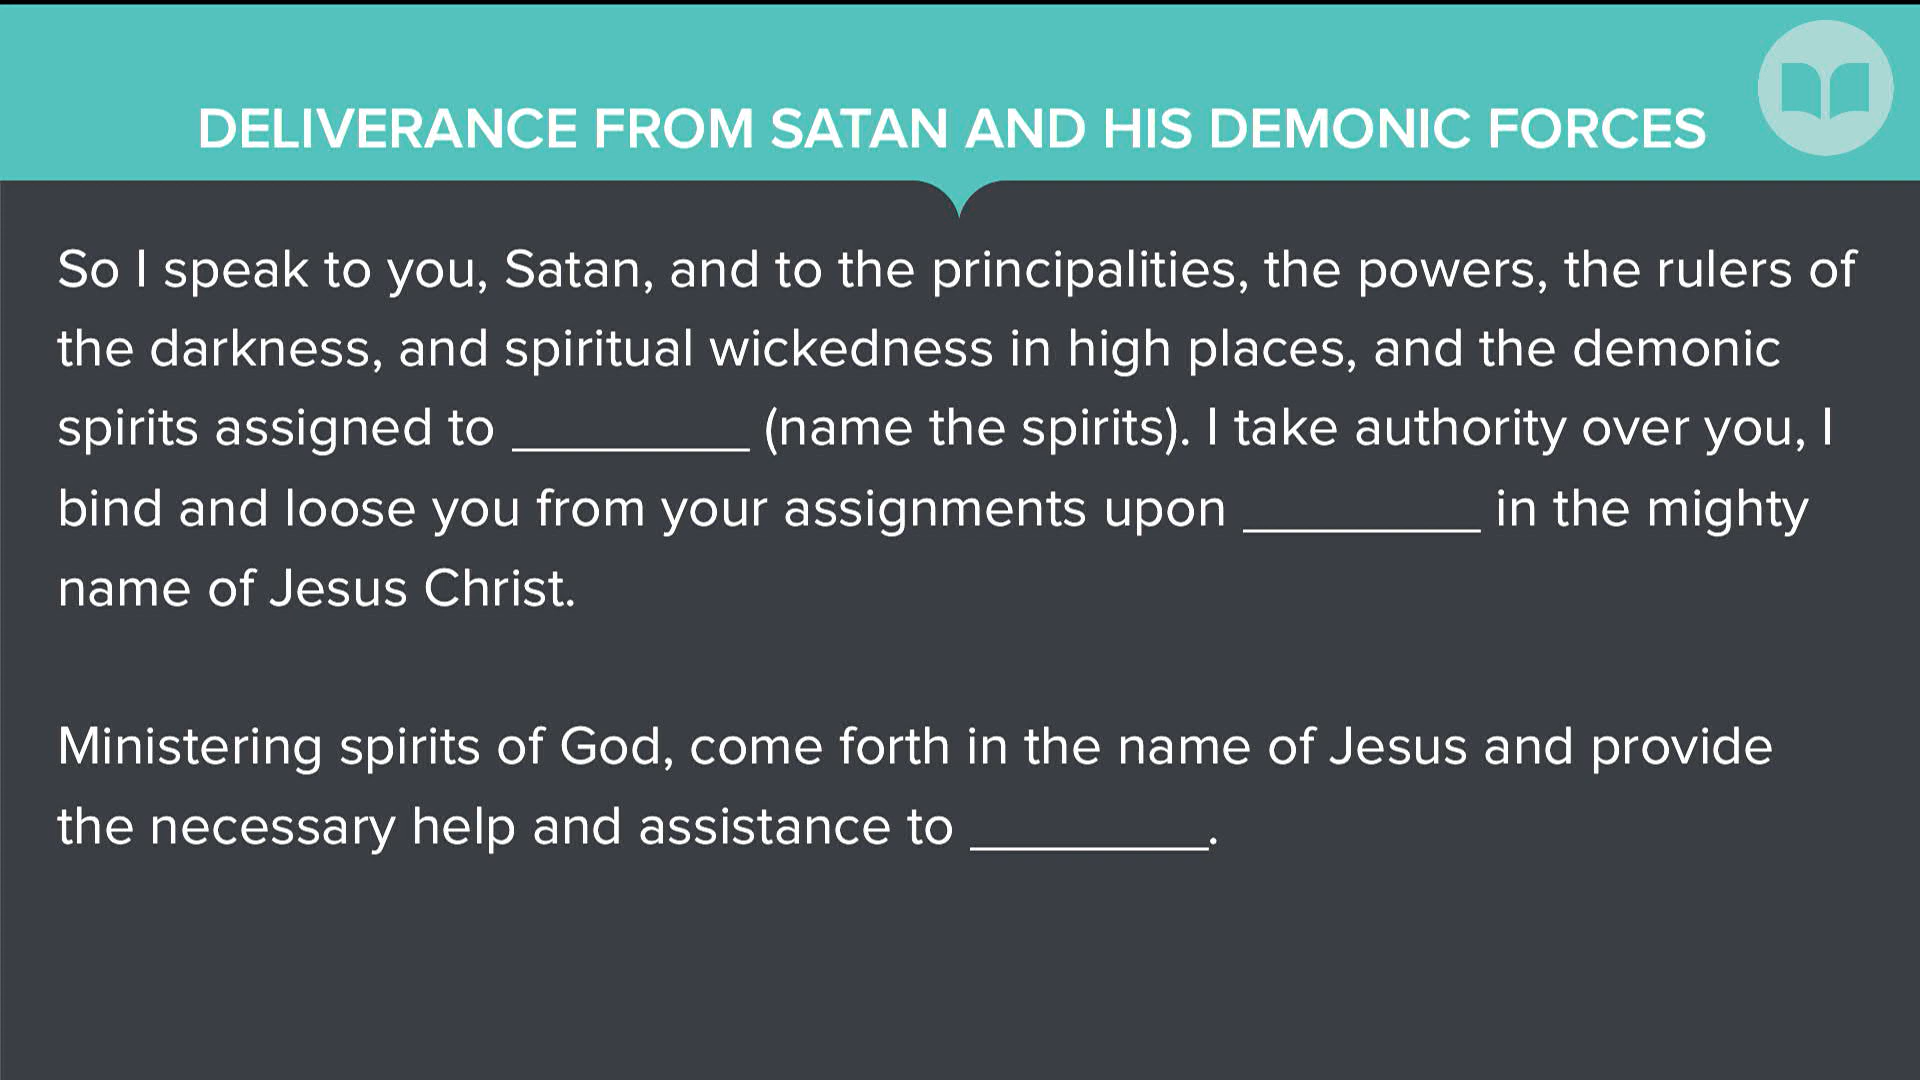 DELIVERANCE FROM SATAN AND HIS DEMONIC FORCES
So I speak to you, Satan, and to the principalities, the powers, the rulers of
the darkness, and spiritual wickedness in high places, and the demonic
spirits assigned to _________ (name the spirits). I take authority over you, I
bind and loose you from your assignments upon _________ in the mighty
name of Jesus Christ.
Ministering spirits of God, come forth in the name of Jesus and provide
the necessary help and assistance to _________.